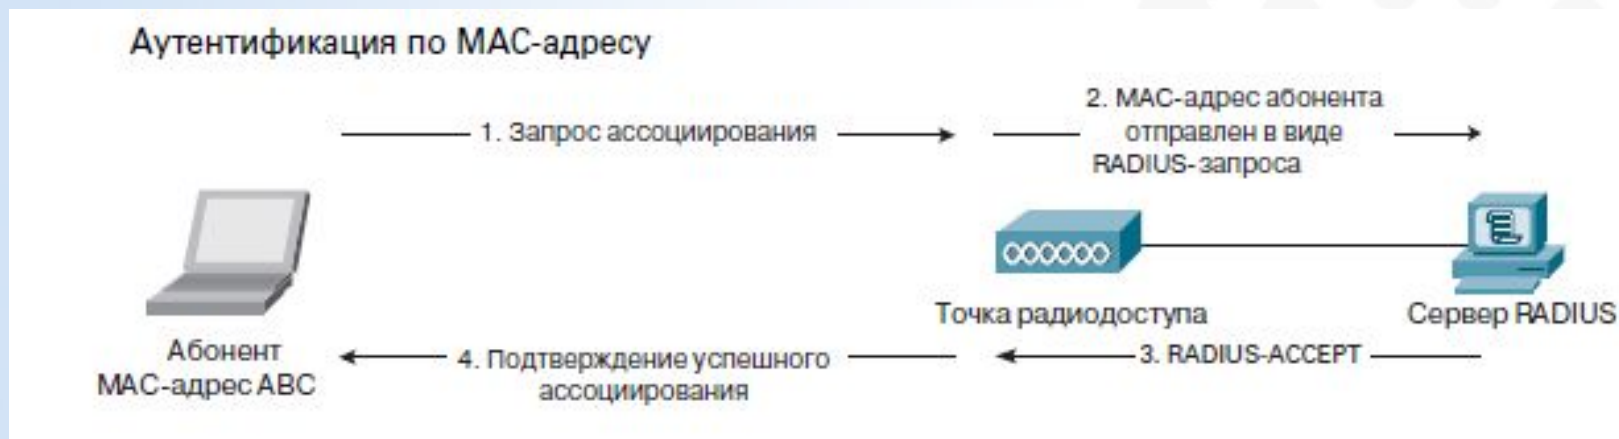 Аутентификация по МАС-адресу
1. Запрос ассоциирования
2. МАС-адрес абонента
отправлен в виде
RADIUS-запроса
Точка радиодоступа
Сервер RADIUS
Абонент
МАС-адрес АВС
4. Подтверждение успешного
ассоциирования
3. RADIUS-ACCEPT